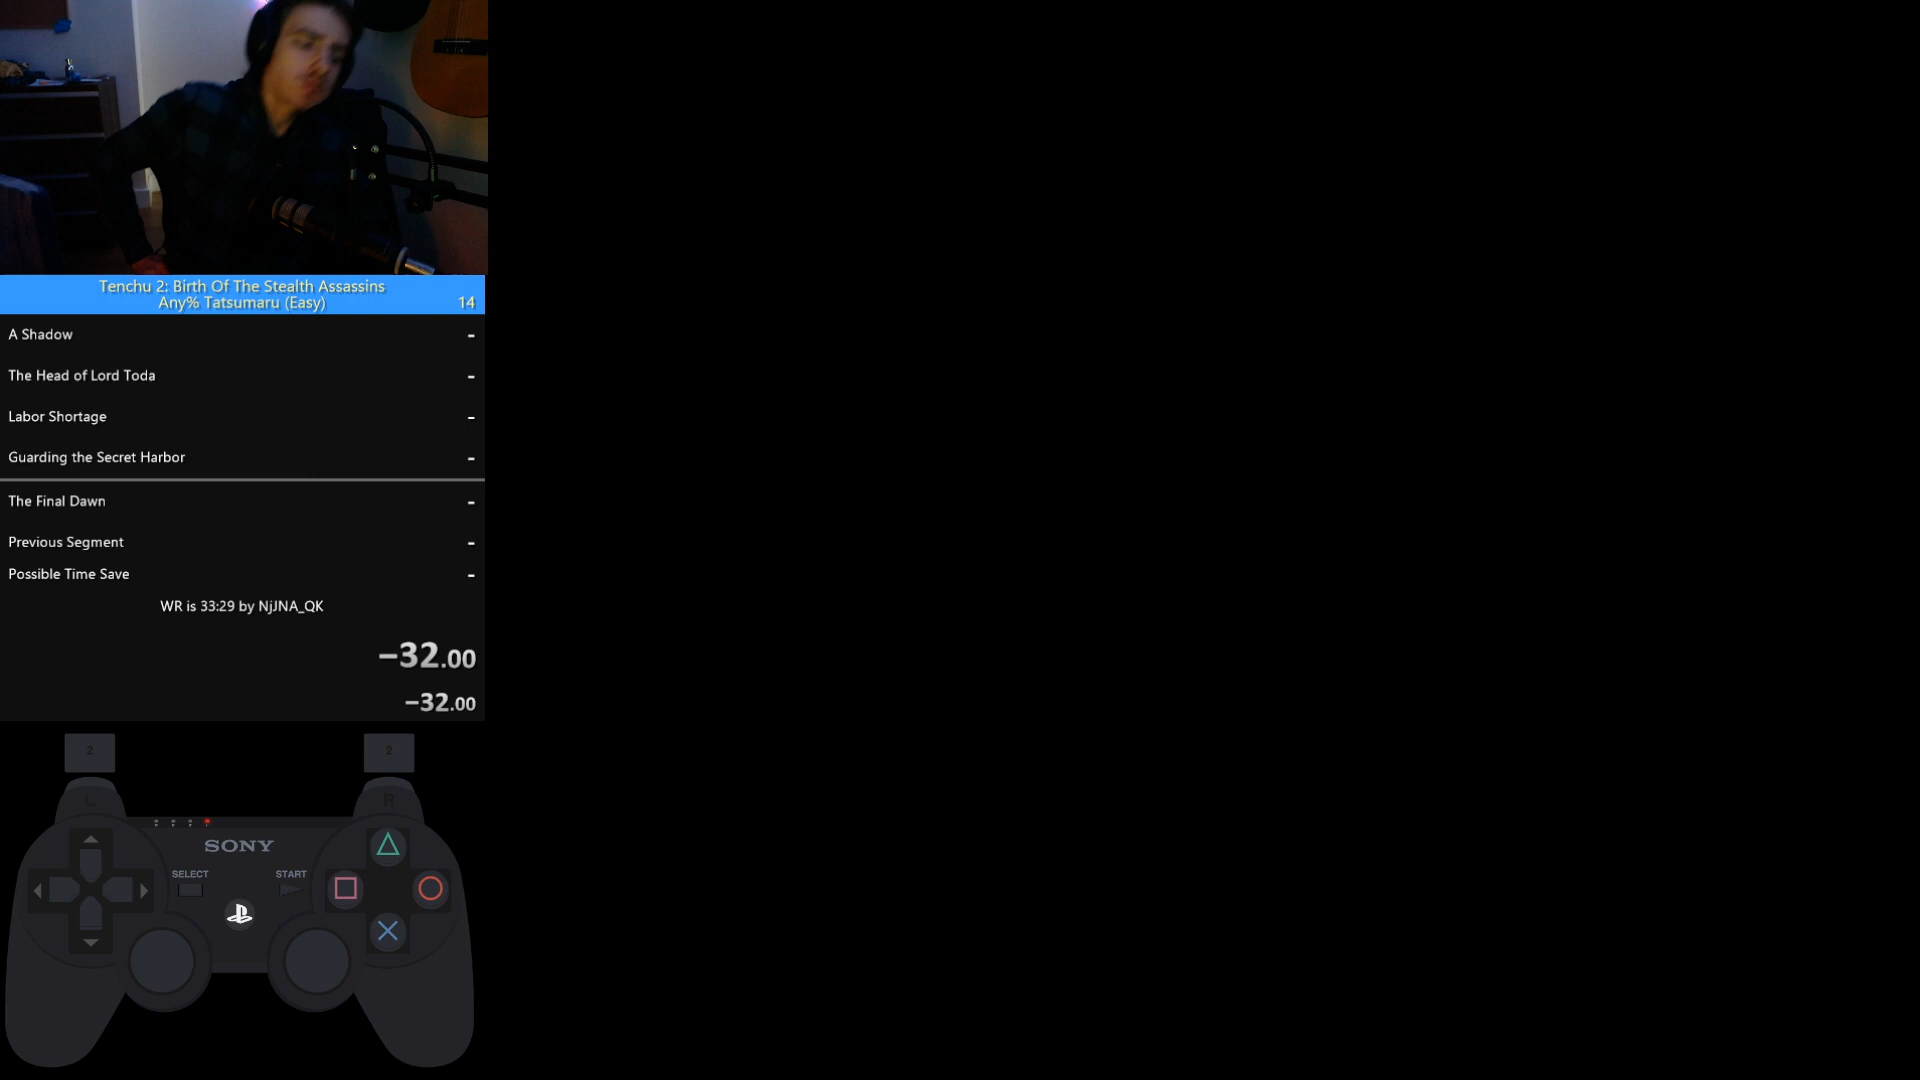 Tenchu 2: Birth Of The Stealth Assassins
Any% Tatsumaru (Easy) 14
A Shadow -
The Head of Lord Toda -
Labor Shortage -
Guarding the Secret Harbor -
The Final Dawn -
Previous Segment -
Possible Time Save -
WR is 33:29 by NjJNA_QK
−32.00
−32.00
2 2
L R
SONY
SELECT START